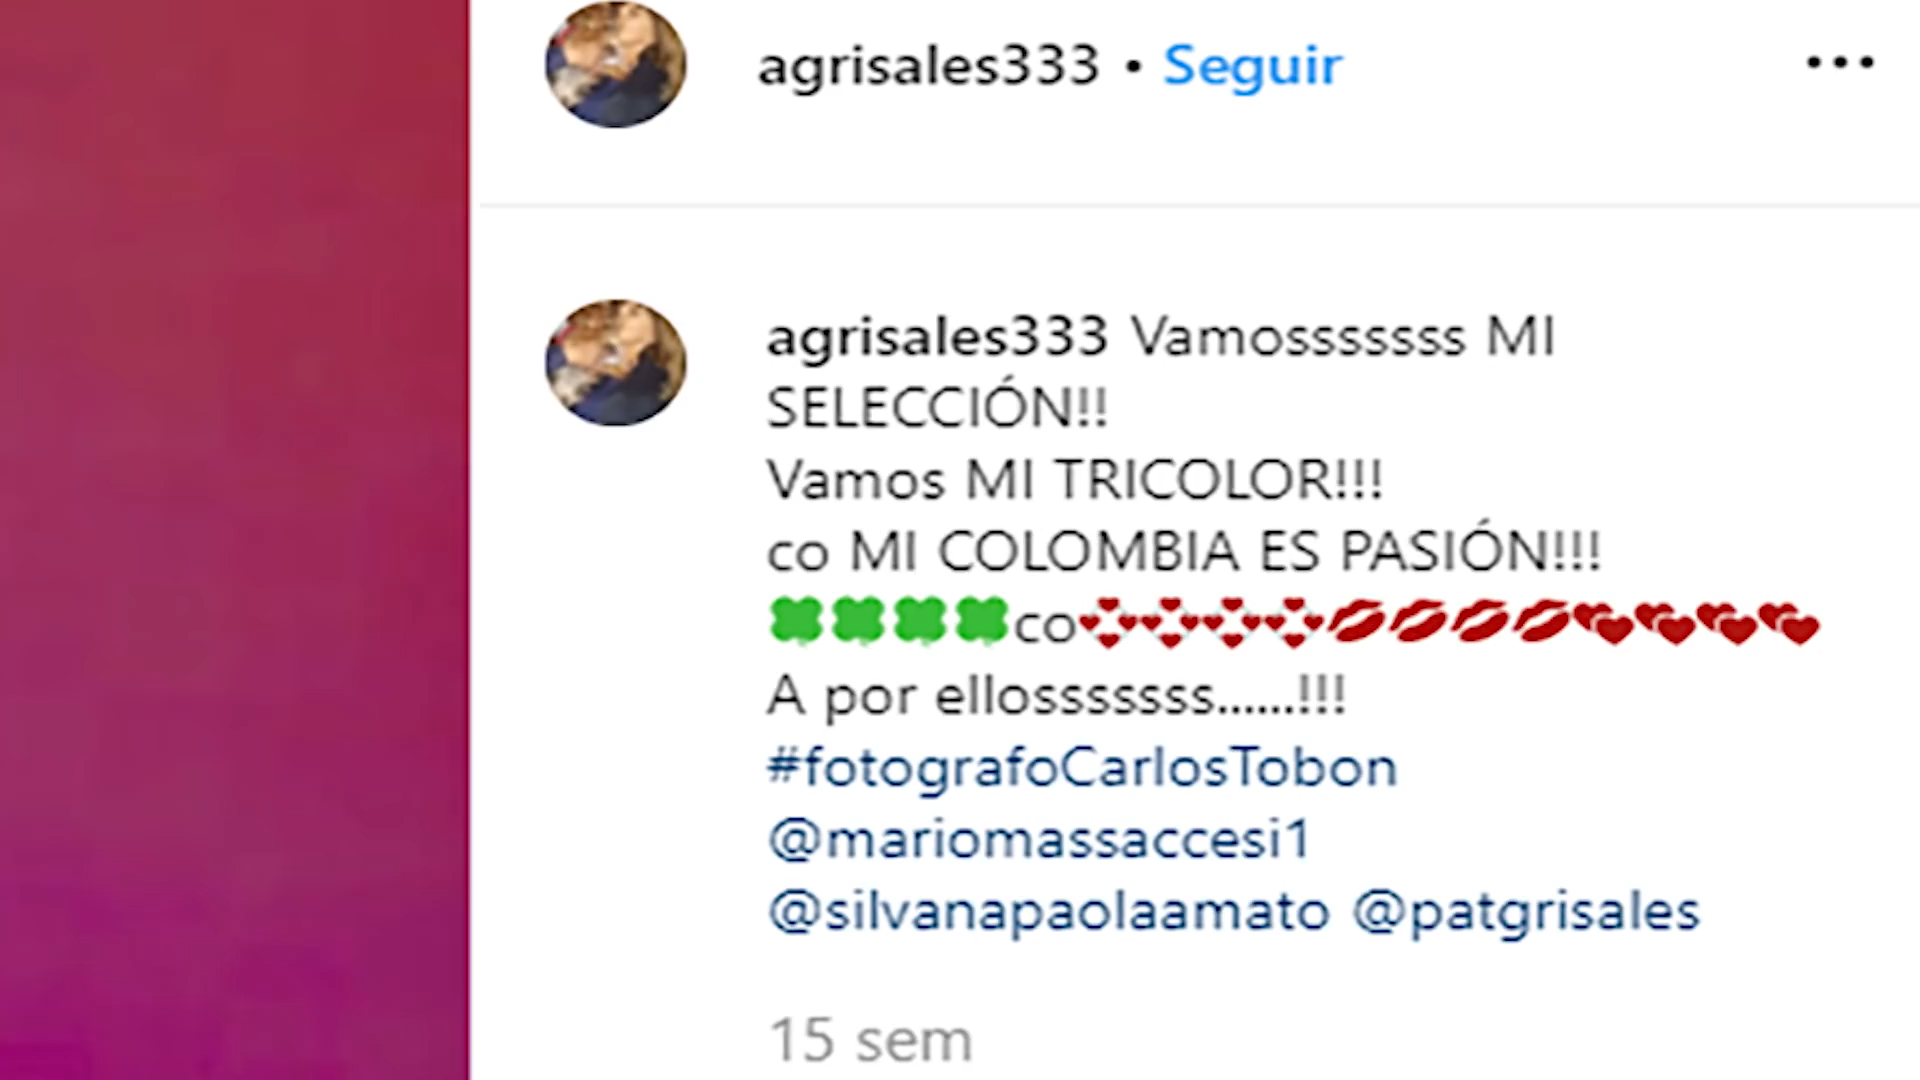 agrisales333 • Seguir
agrisales333 Vamosssssss MI
SELECCIÓN!!
Vamos MI TRICOLOR!!!
co MI COLOMBIA ES PASIÓN!!!
🍀🍀🍀🍀co💞💞💞💞💋💋💋💋💕💕💕💕
A por ellosssssss......!!!
#fotografoCarlosTobon
@mariomassaccesi1
@silvanapaolaamato @patgrisales
15 sem